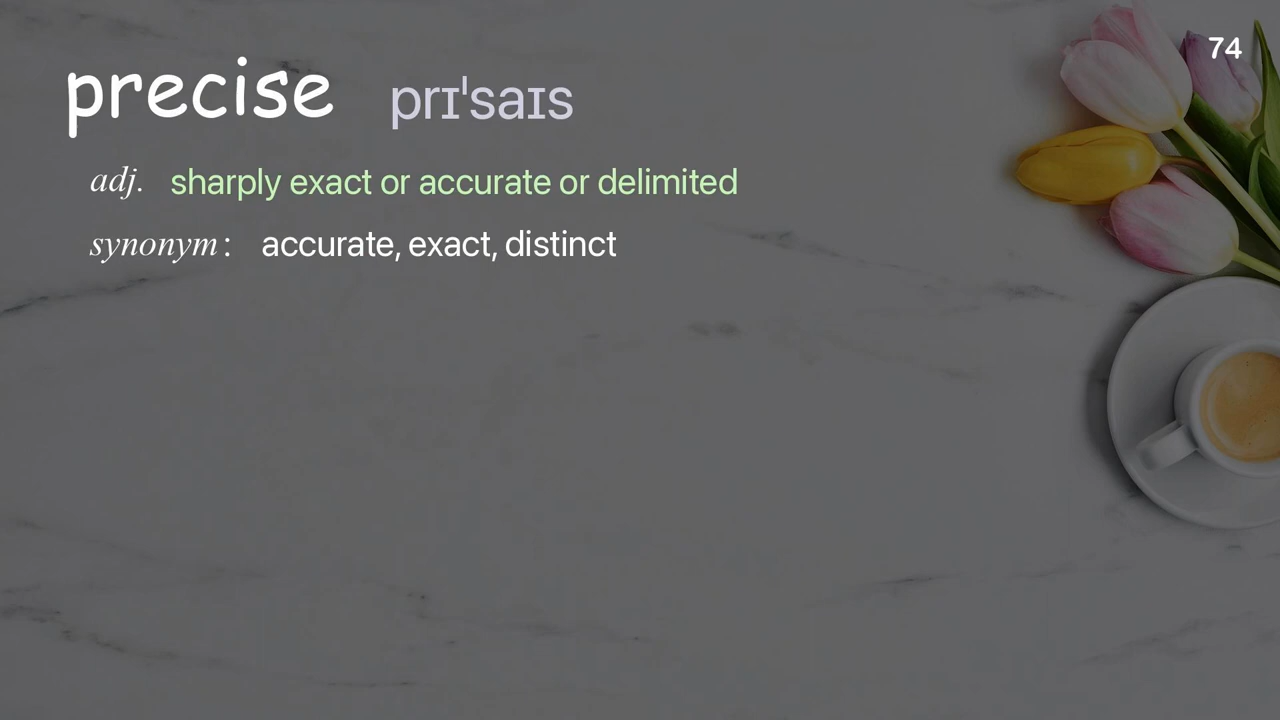 74
precise prɪˈsaɪs
adj. sharply exact or accurate or delimited
synonym: accurate, exact, distinct